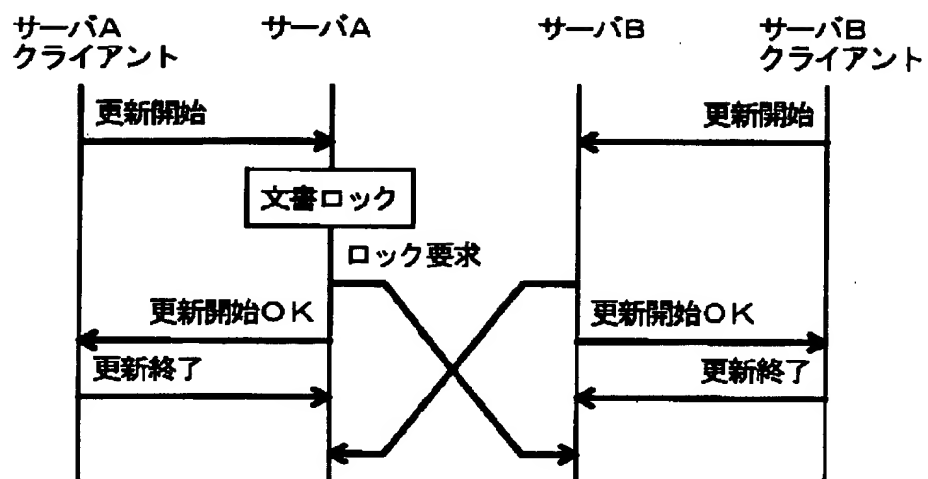 サーバA
クライアント
サーバA
サーバB
サーバB
クライアント
更新開始
更新開始
文書ロック
ロック要求
更新開始OK
更新開始OK
更新終了
更新終了